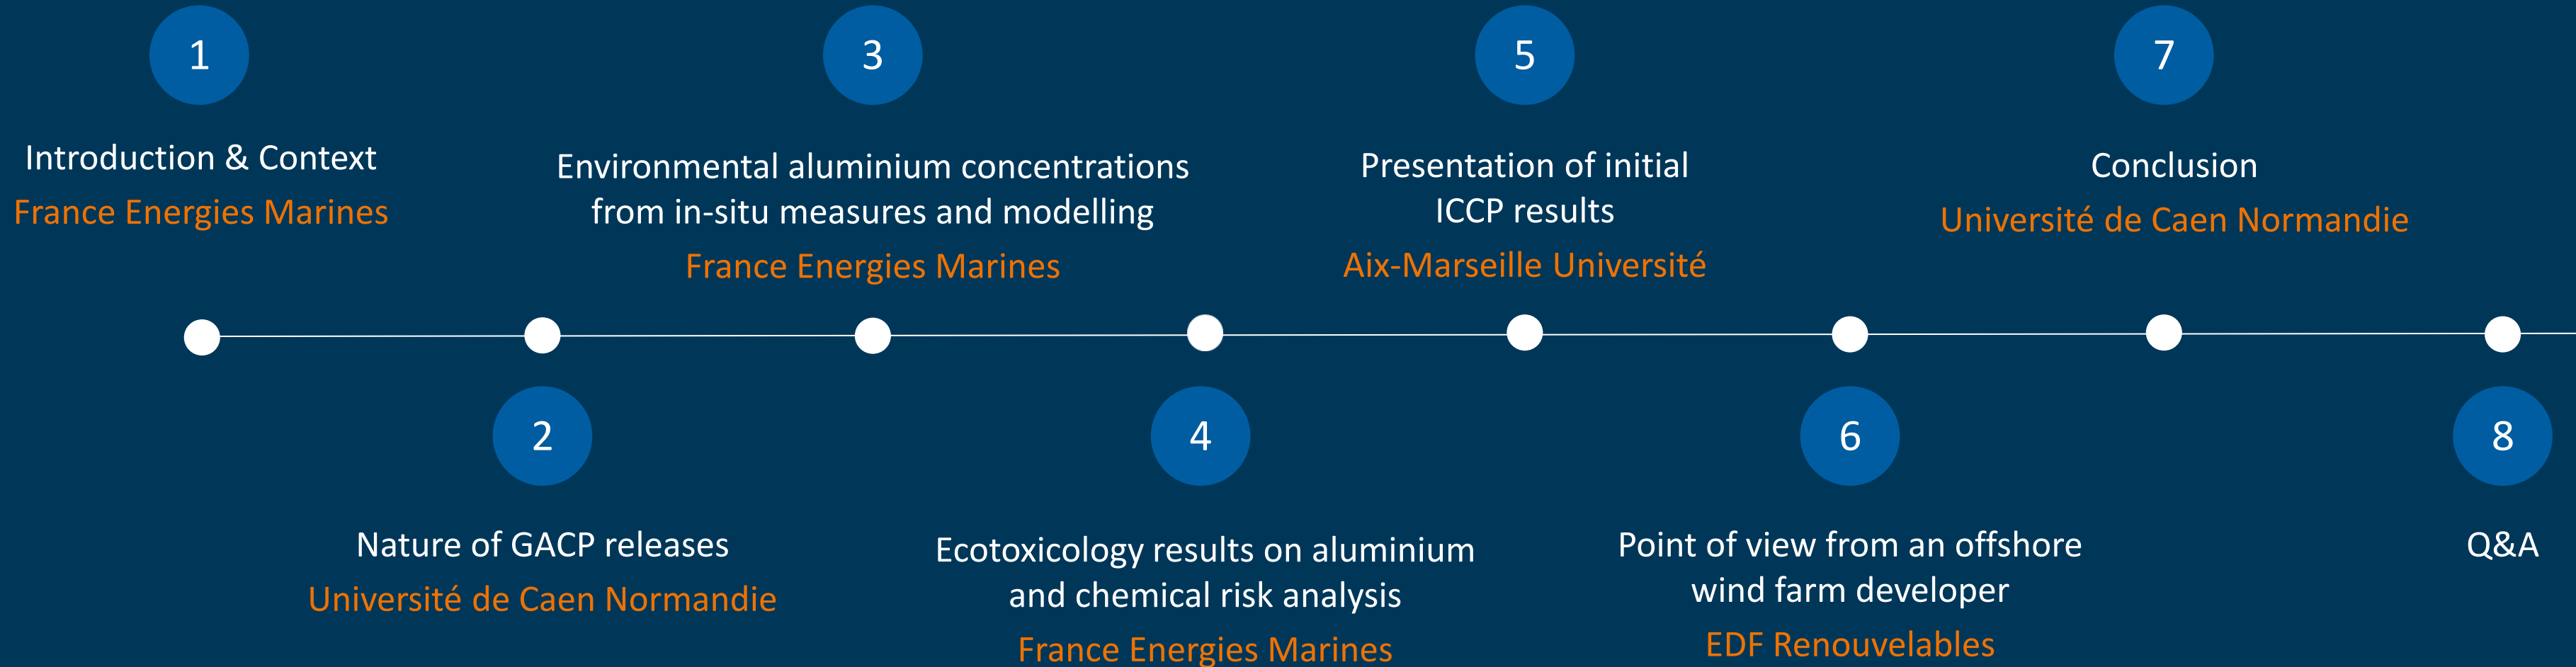 1
Introduction & Context
France Energies Marines
2
Nature of GACP releases
Université de Caen Normandie
3
Environmental aluminium concentrations
from in-situ measures and modelling
France Energies Marines
4
Ecotoxicology results on aluminium
and chemical risk analysis
France Energies Marines
5
Presentation of initial
ICCP results
Aix-Marseille Université
6
Point of view from an offshore
wind farm developer
EDF Renouvelables
7
Conclusion
Université de Caen Normandie
8
Q&A